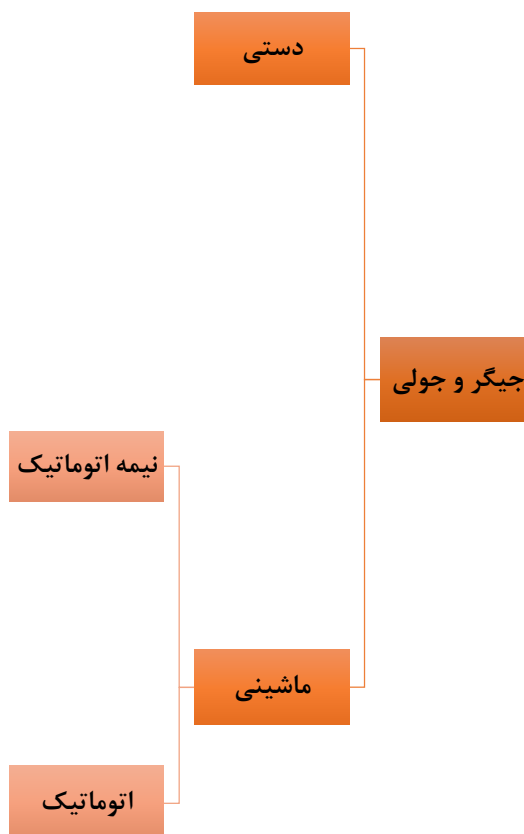 دستی
جیگر و جولی
نیمه اتوماتیک
ماشینی
اتوماتیک